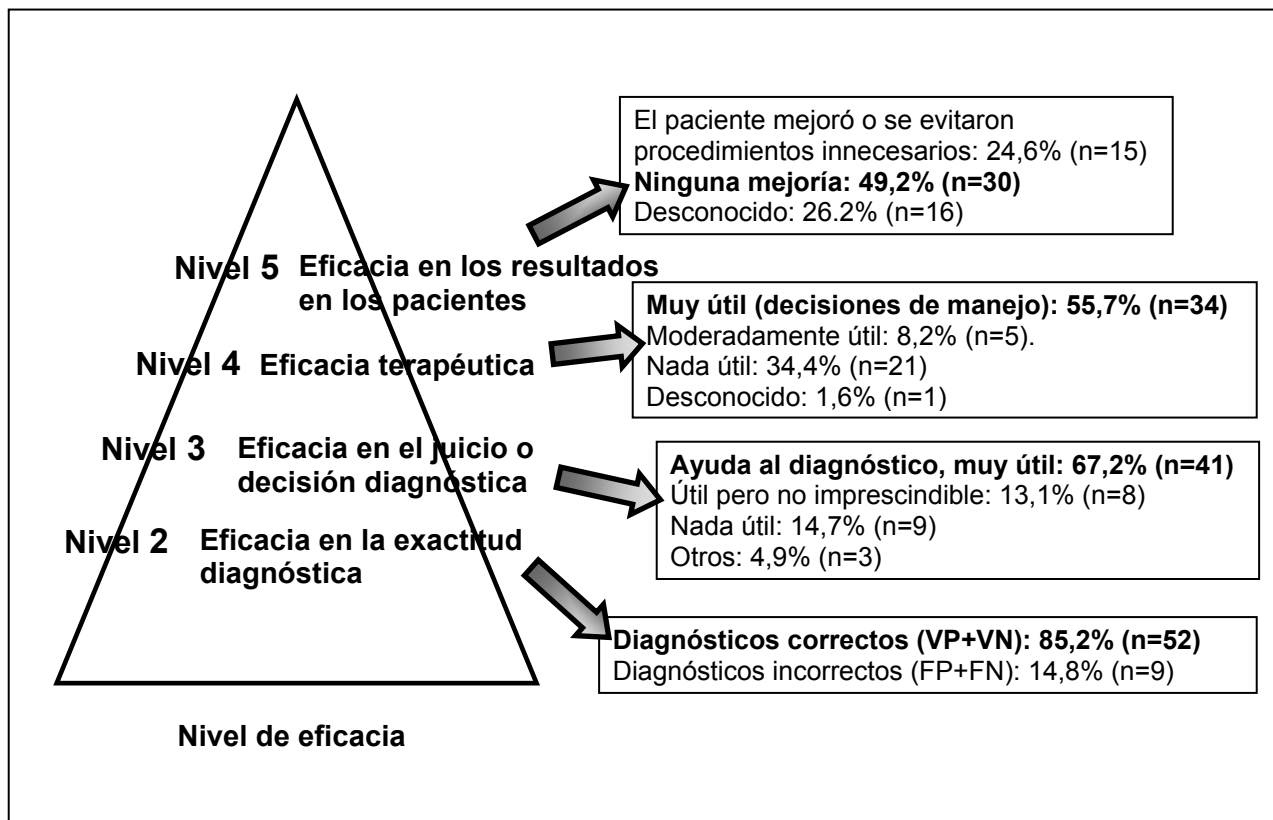 El paciente mejoró o se evitaron
procedimientos innecesarios: 24,6% (n=15)
Ninguna mejoría: 49,2% (n=30)
Desconocido: 26.2% (n=16)
Nivel 5 Eficacia en los resultados
en los pacientes
Muy útil (decisiones de manejo): 55,7% (n=34)
Moderadamente útil: 8,2% (n=5).
Nada útil: 34,4% (n=21)
Desconocido: 1,6% (n=1)
Nivel 4 Eficacia terapéutica
Nivel 3 Eficacia en el juicio o
decisión diagnóstica
Ayuda al diagnóstico, muy útil: 67,2% (n=41)
Útil pero no imprescindible: 13,1% (n=8)
Nada útil: 14,7% (n=9)
Otros: 4,9% (n=3)
Nivel 2 Eficacia en la exactitud
diagnóstica
Diagnósticos correctos (VP+VN): 85,2% (n=52)
Diagnósticos incorrectos (FP+FN): 14,8% (n=9)
Nivel de eficacia